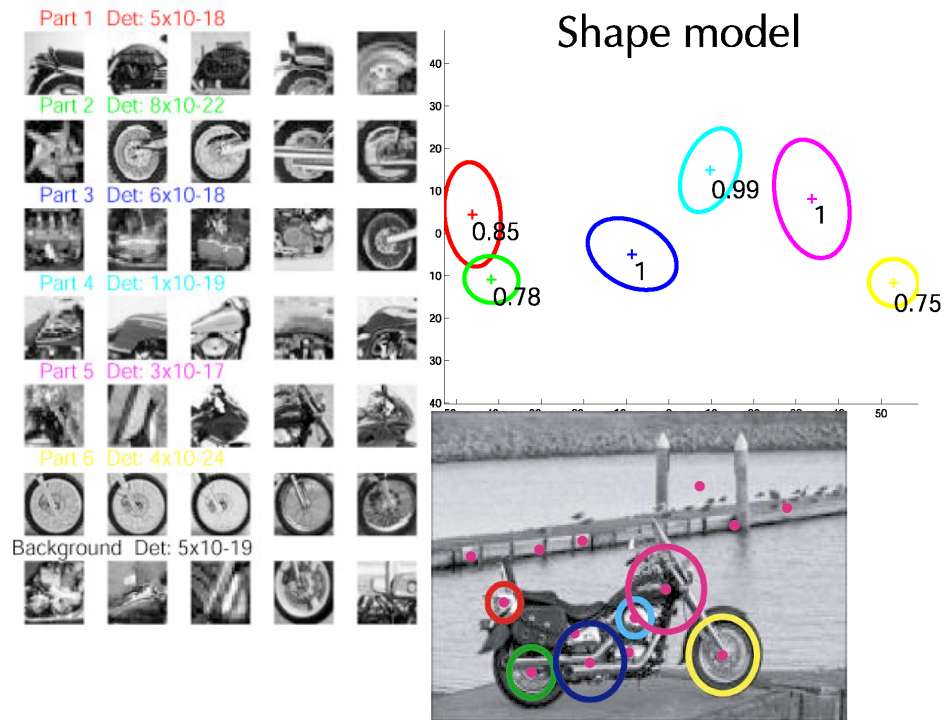 Part 1 Det: 5x10-18
Part 2 Det: 8x10-22
Part 3 Det: 6x10-18
Part 4 Det: 1x10-19
Part 5 Det: 3x10-17
Part 6 Det: 4x10-24
Background Det: 5x10-19
Shape model
40
30
20
10
0
10
20
30
40
0.85
0.78
1
0.99
1
0.75
50